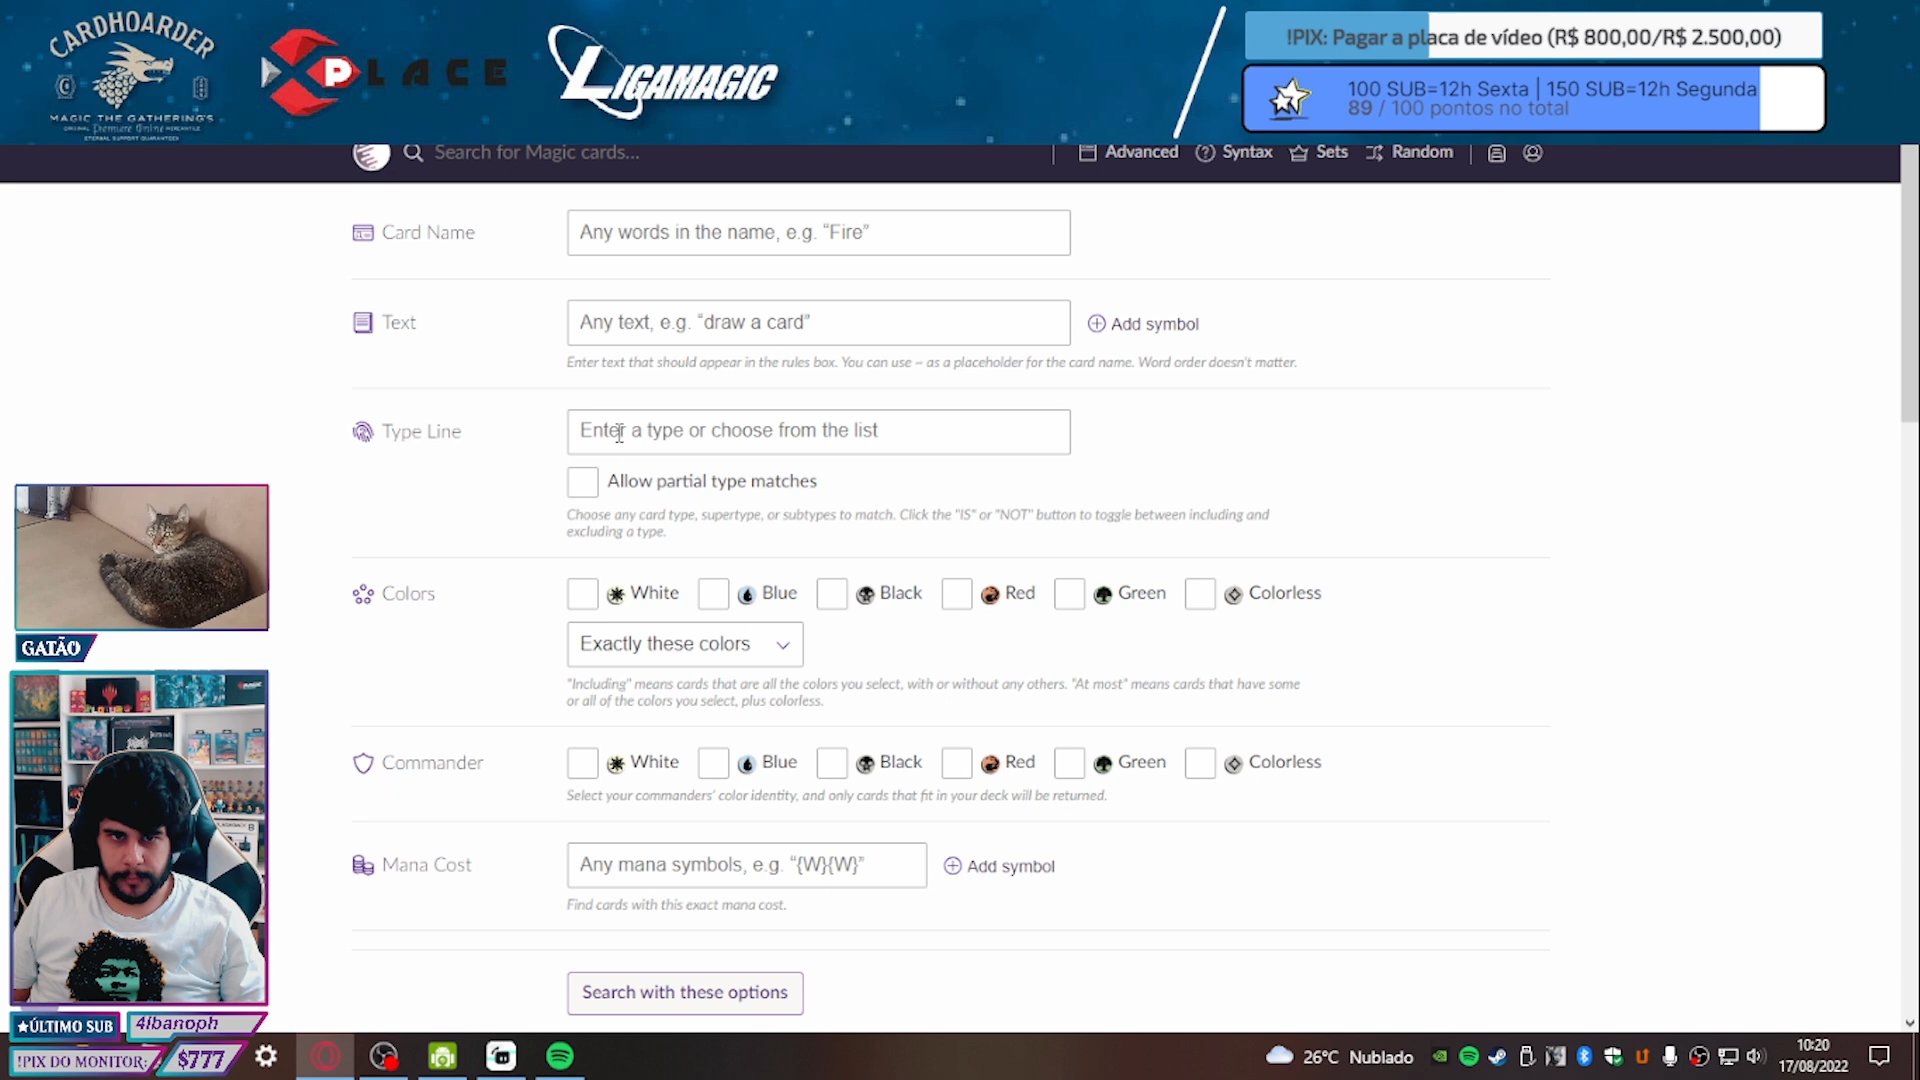 CARDHOARDER
MAGIC THE GATHERING'S
ORIGINAL Premiere Online MERCANTILE
ETERNAL SUPPORT GUARANTEED
XPLACE
LIGAMAGIC
!PIX: Pagar a placa de vídeo (R$ 800,00/R$ 2.500,00)
100 SUB=12h Sexta | 150 SUB=12h Segunda
89 / 100 pontos no total
Search for Magic cards...
Advanced
Syntax
Sets
Random
Card Name
Any words in the name, e.g. “Fire”
Text
Any text, e.g. “draw a card”
Add symbol
Enter text that should appear in the rules box. You can use ~ as a placeholder for the card name. Word order doesn't matter.
Type Line
Enter a type or choose from the list
Allow partial type matches
Choose any card type, supertype, or subtypes to match. Click the "IS" or "NOT" button to toggle between including and
excluding a type.
Colors
White
Blue
Black
Red
Green
Colorless
Exactly these colors
"Including" means cards that are all the colors you select, with or without any others. "At most" means cards that have some
or all of the colors you select, plus colorless.
Commander
White
Blue
Black
Red
Green
Colorless
Select your commanders' color identity, and only cards that fit in your deck will be returned.
Mana Cost
Any mana symbols, e.g. “{W}{W}”
Add symbol
Find cards with this exact mana cost.
Search with these options
GATÃO
★ÚLTIMO SUB
4lbanoph
!PIX DO MONITOR:
$777
26°C Nublado
10:20
17/08/2022